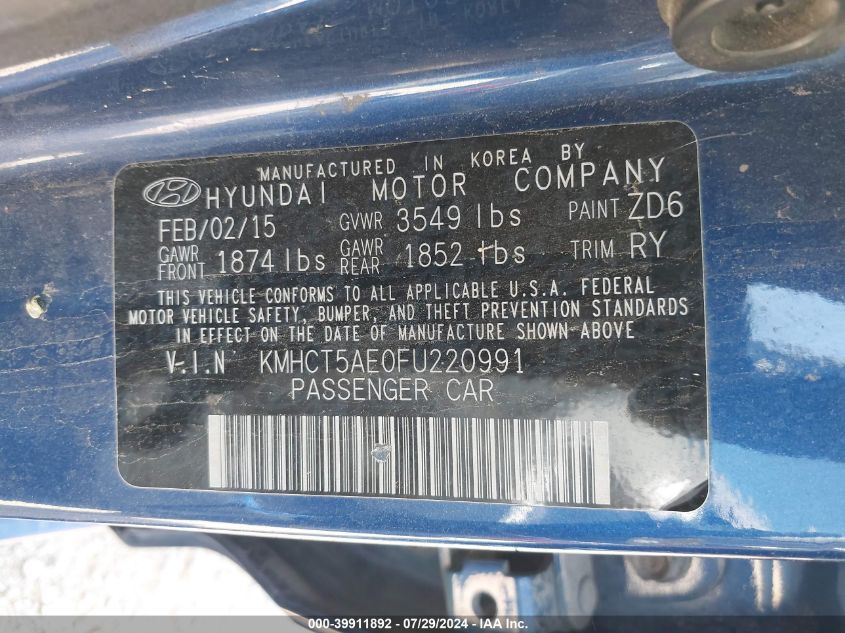 MANUFACTURED IN KOREA BY
HYUNDAI MOTOR COMPANY
FEB/02/15 GVWR 3549 lbs PAINT ZD6
GAWR FRONT 1874 lbs GAWR REAR 1852 lbs TRIM RY
THIS VEHICLE CONFORMS TO ALL APPLICABLE U.S.A. FEDERAL
MOTOR VEHICLE SAFETY, BUMPER, AND THEFT PREVENTION STANDARDS
IN EFFECT ON THE DATE OF MANUFACTURE SHOWN ABOVE
V.I.N KMHCT5AE0FU220991
PASSENGER CAR
000-39911892 - 07/29/2024 - IAA Inc.